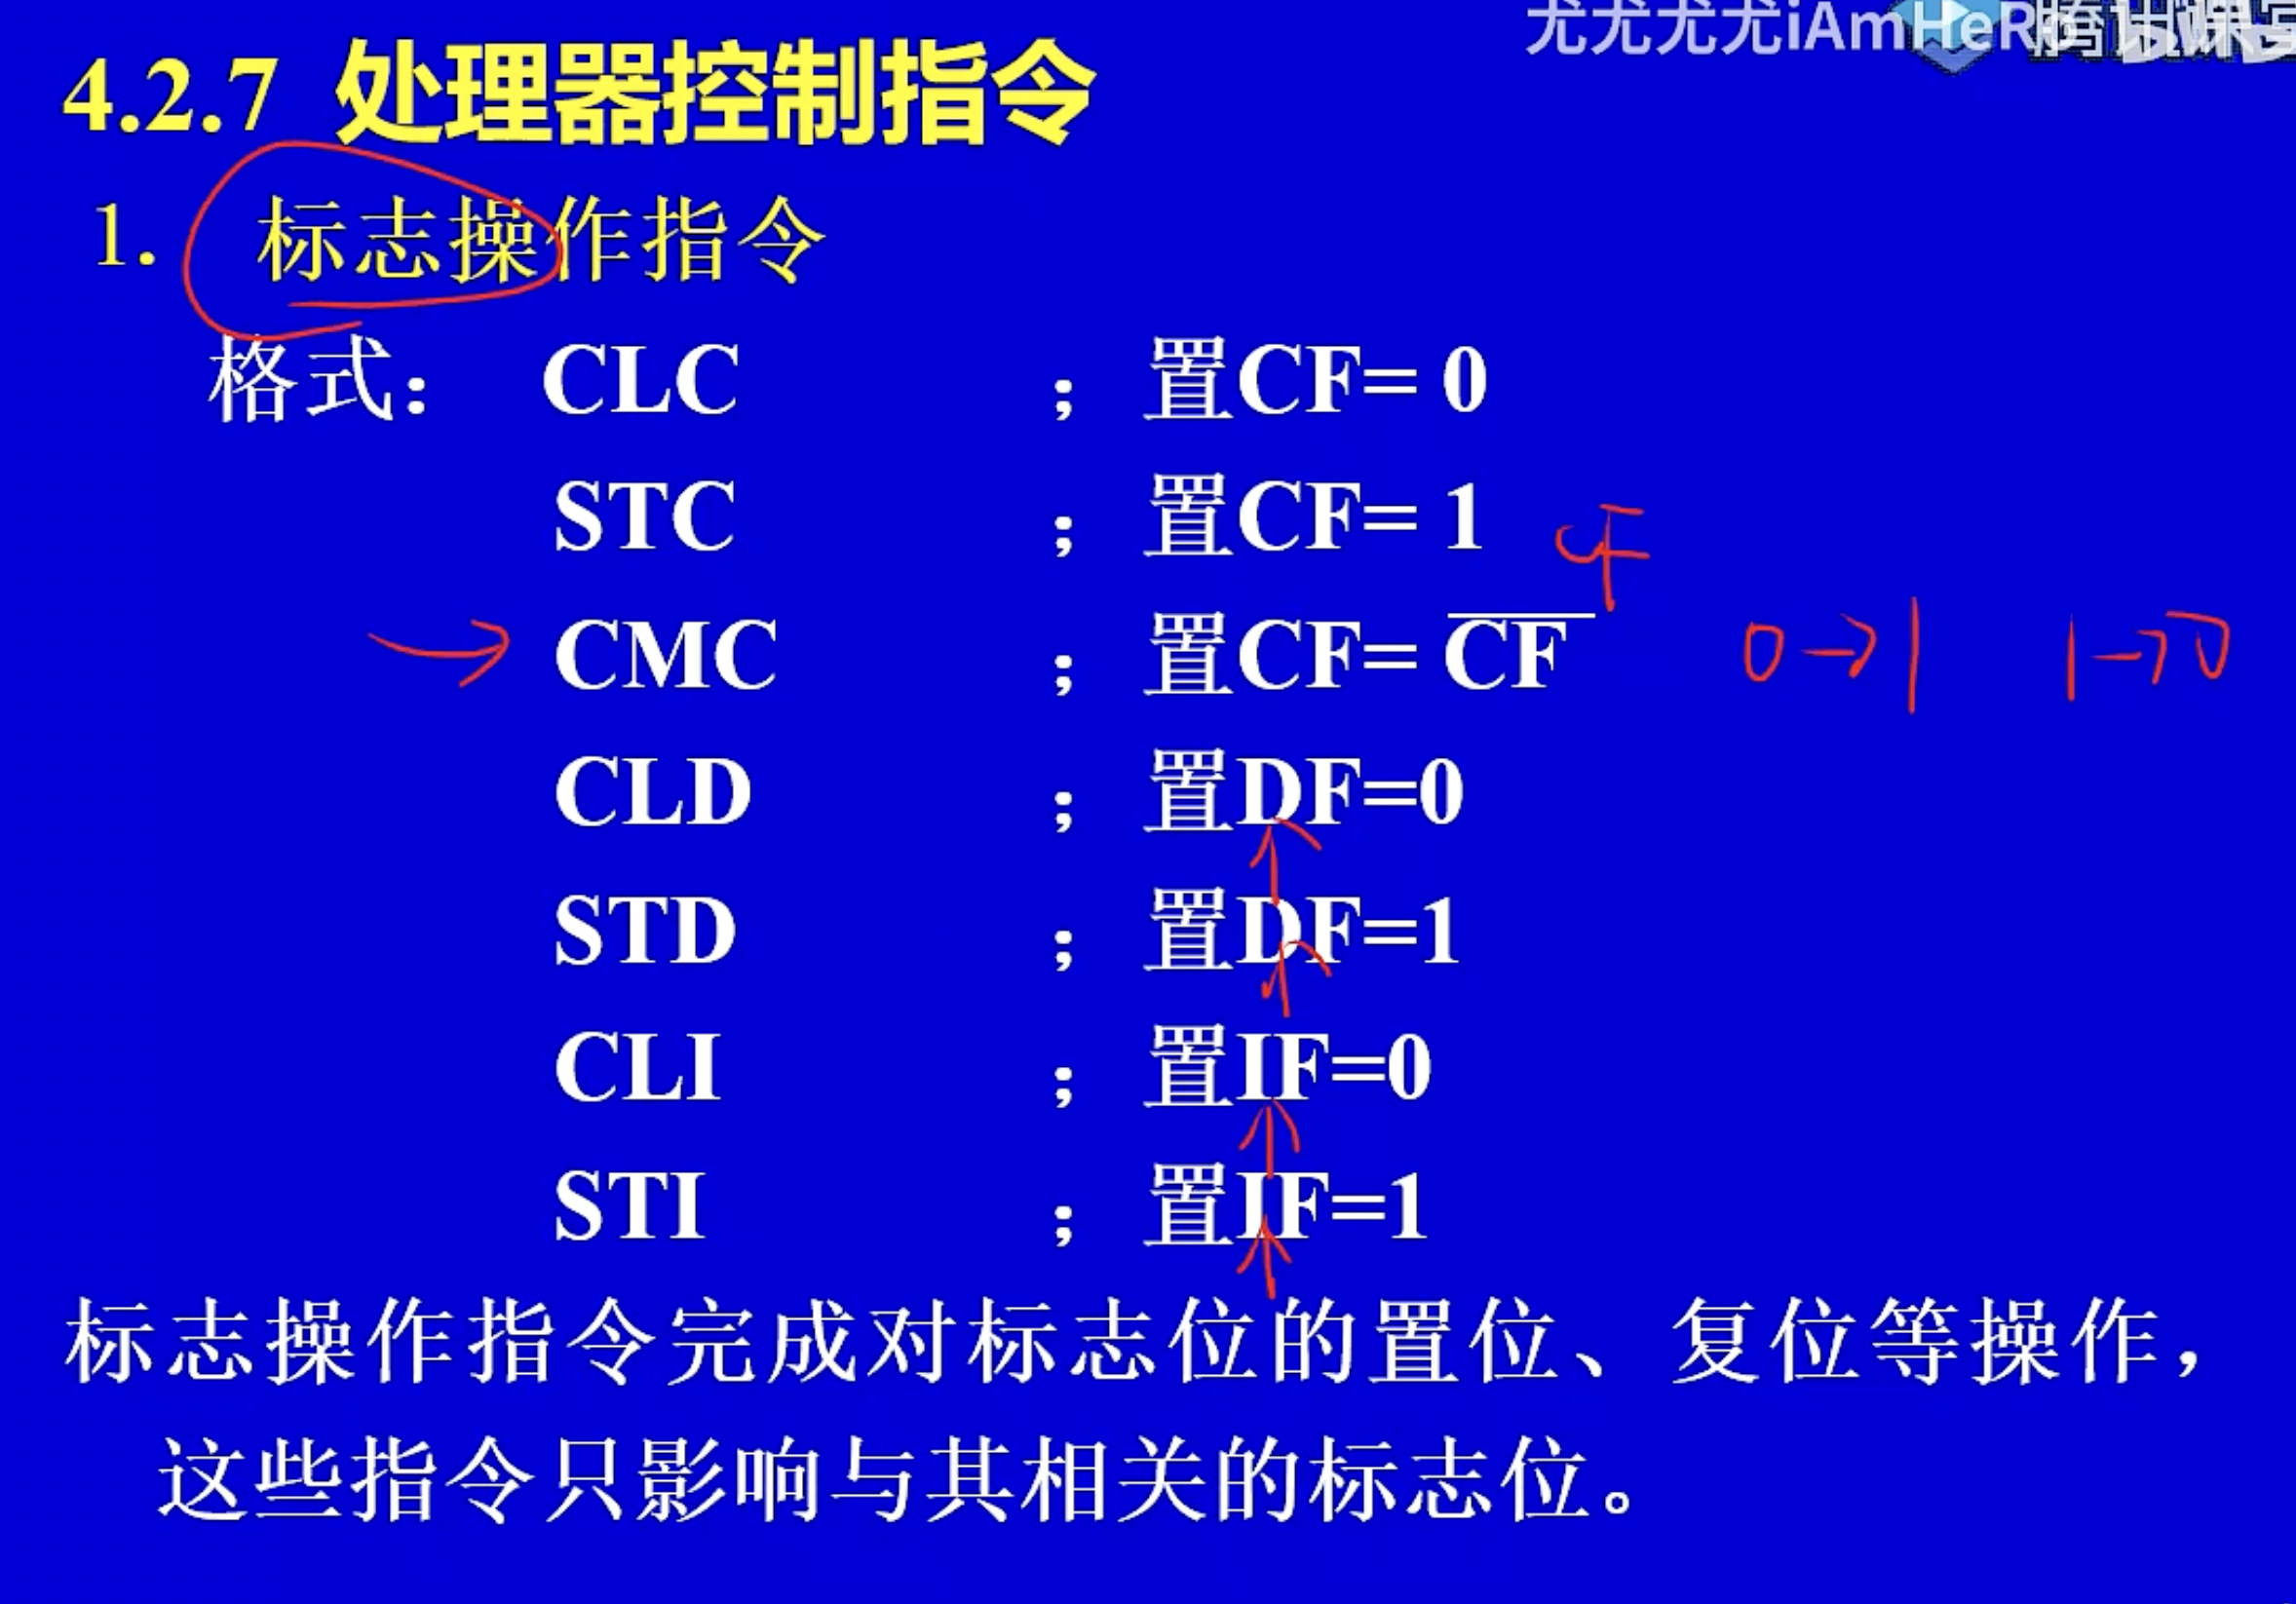 尤尤尤尤iAmHeRo 腾讯课堂
4.2.7 处理器控制指令
1. 标志操作指令
格式： CLC ； 置CF= 0
STC ； 置CF= 1
CF
CMC ； 置CF= C̅F̅ 0→1 1→0
CLD ； 置DF=0
STD ； 置DF=1
CLI ； 置IF=0
STI ； 置IF=1
标志操作指令完成对标志位的置位、复位等操作，
这些指令只影响与其相关的标志位。